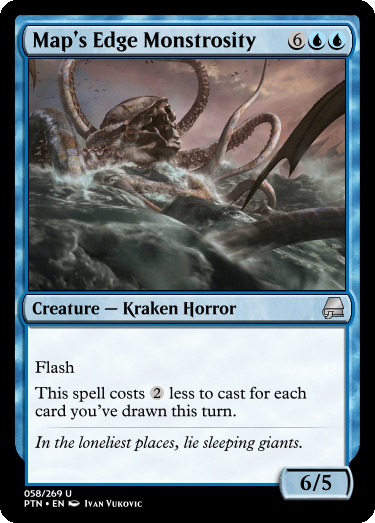 Map's Edge Monstrosity 6
Creature — Kraken Horror
Flash
This spell costs 2 less to cast for each
card you've drawn this turn.
In the loneliest places, lie sleeping giants.
6/5
058/269 U
PTN • EN Ivan Vukovic